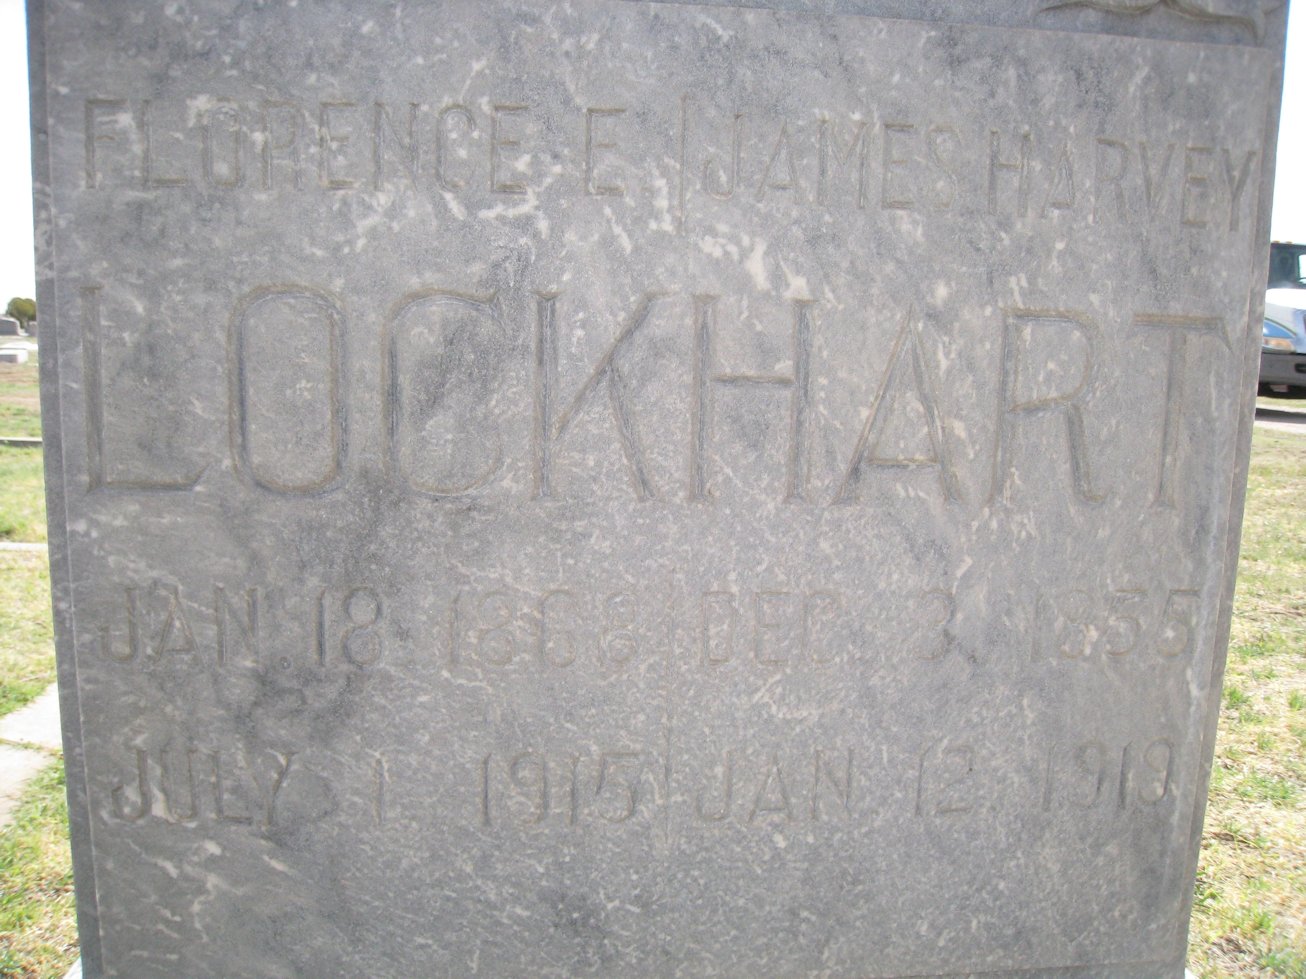 FLORENCE E JAMES HARVEY
LOCKHART
JAN. 18 1868 DEC 3, 1855
JULY 1 1915 JAN 12 1919